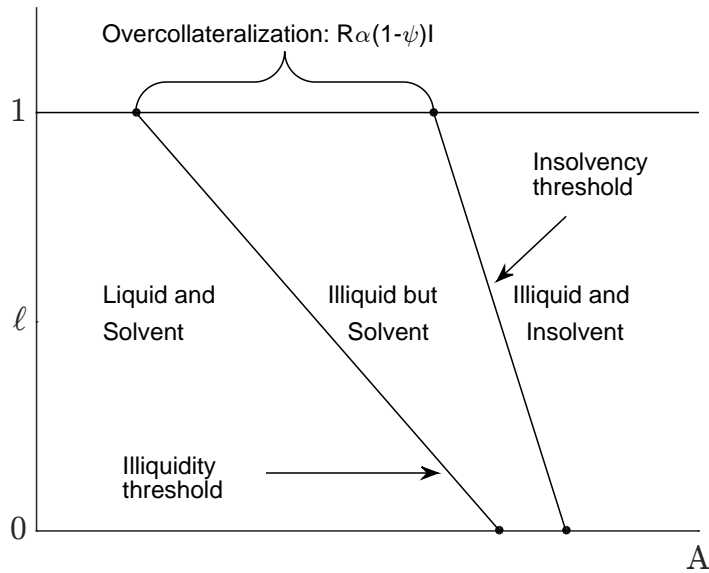 Overcollateralization: Rα(1-ψ)I
1
Insolvency
threshold
Liquid and
Solvent
Illiquid but
Solvent
Illiquid and
Insolvent
ℓ
Illiquidity
threshold
0
A